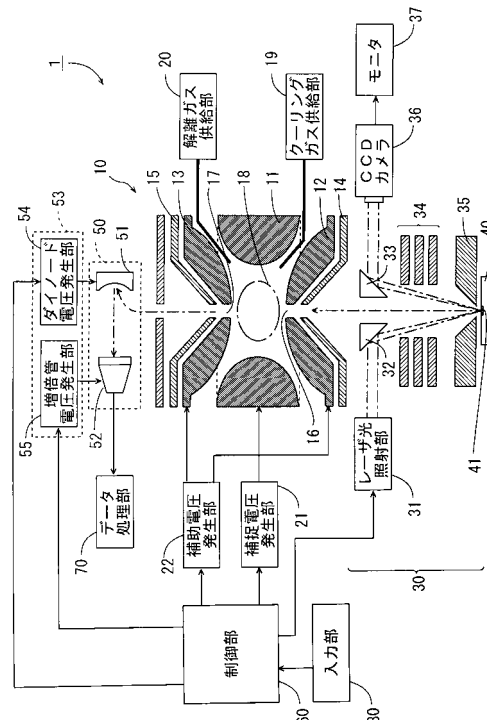 1
10
20
解離ガス
供給部
19
クーリング
ガス供給部
15
13
17
18
11
12
14
16
54
53
ダイノード
電圧発生部
50
51
増倍管
電圧発生部
55
52
データ
処理部
70
補助電圧
発生部
22
補捉電圧
発生部
21
制御部
60
入力部
80
37
モニタ
36
CCD
カメラ
34
33
35
32
40
41
レーザ光
照射部
31
30